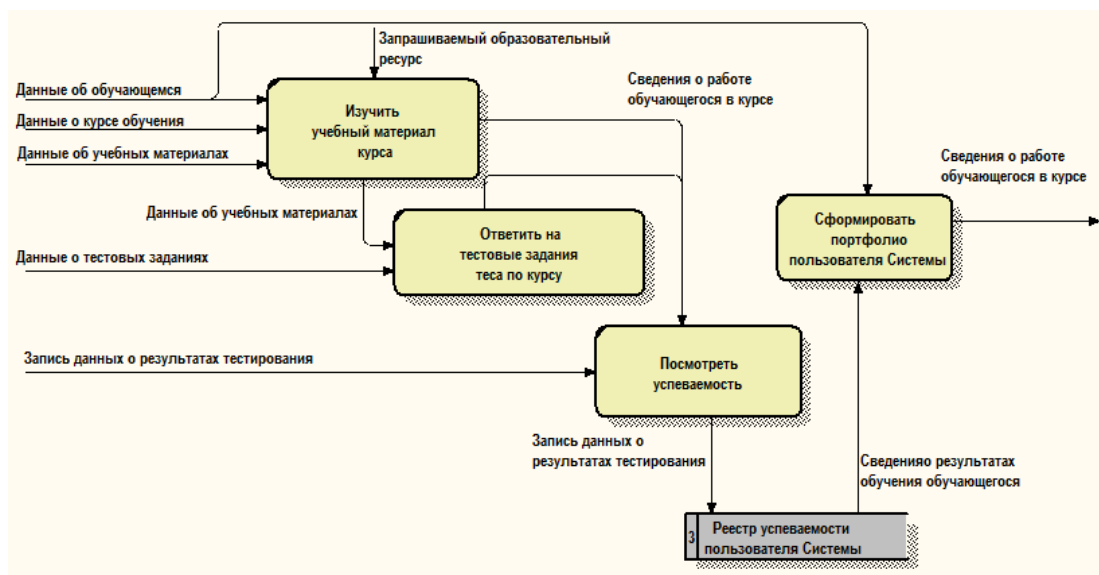 Запрашиваемый образовательный
ресурс
Данные об обучающемся
Данные о курсе обучения
Данные об учебных материалах
Изучить
учебный материал
курса
Сведения о работе
обучающегося в курсе
Сведения о работе
обучающегося в курсе
Данные об учебных материалах
Данные о тестовых заданиях
Ответить на
тестовые задания
теса по курсу
Сформировать
портфолио
пользователя Системы
Запись данных о результатах тестирования
Посмотреть
успеваемость
Запись данных о
результатах тестирования
Сведенияо результатах
обучения обучающегося
3
Реестр успеваемости
пользователя Системы